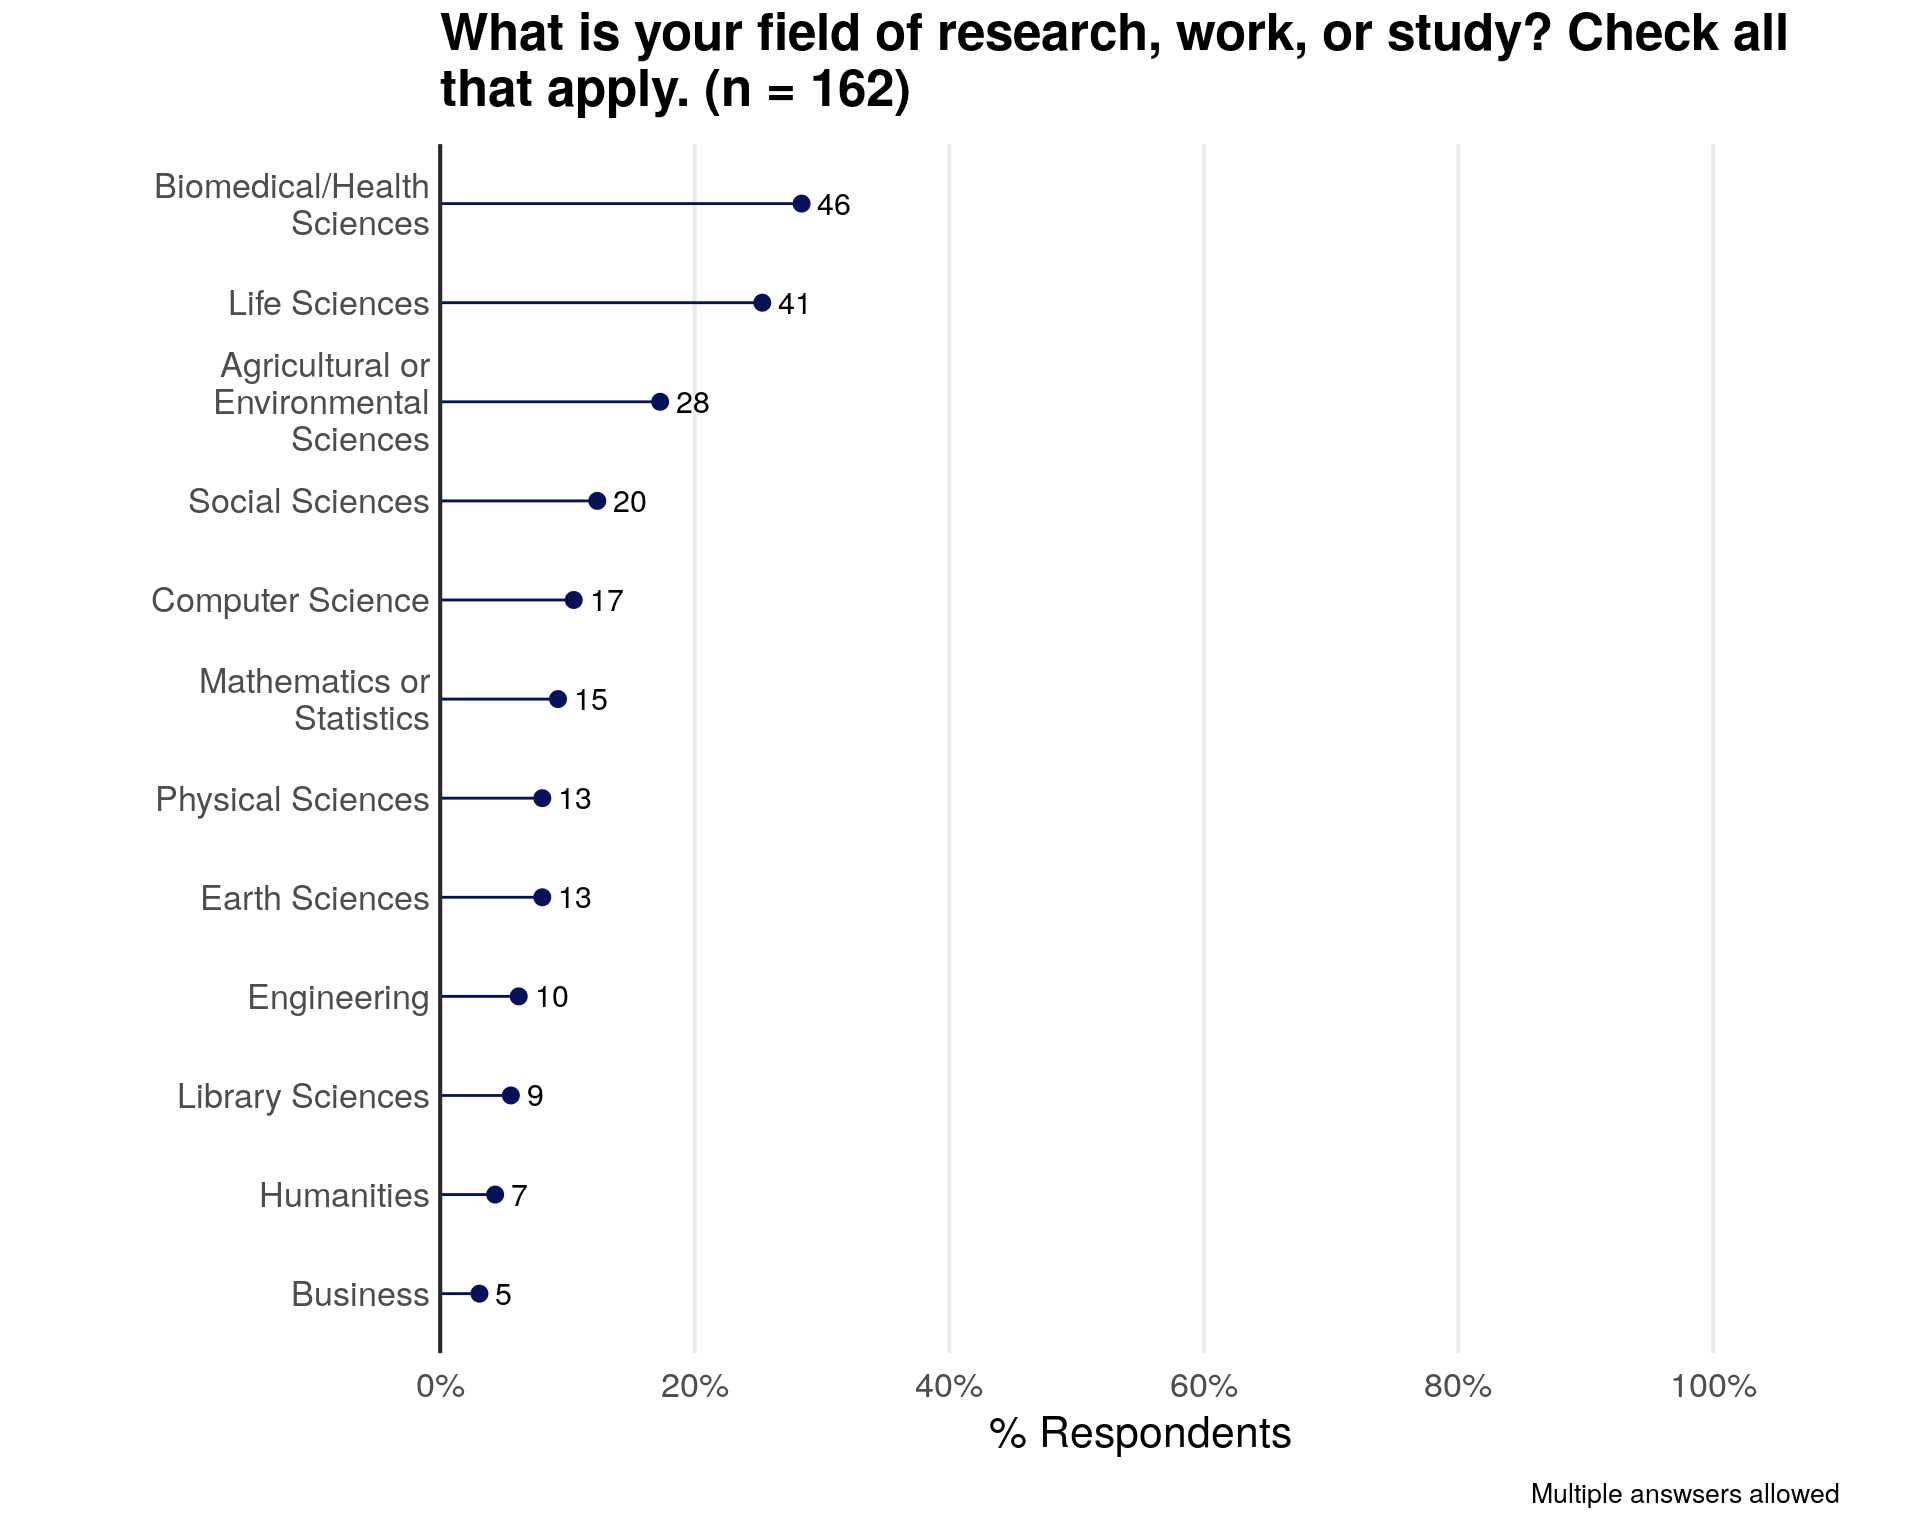 What is your field of research, work, or study? Check all
that apply. (n = 162)
Biomedical/Health
Sciences
46
Life Sciences
41
Agricultural or
Environmental
Sciences
28
Social Sciences
20
Computer Science
17
Mathematics or
Statistics
15
Physical Sciences
13
Earth Sciences
13
Engineering
10
Library Sciences
9
Humanities
7
Business
5
0% 20% 40% 60% 80% 100%
% Respondents
Multiple answsers allowed